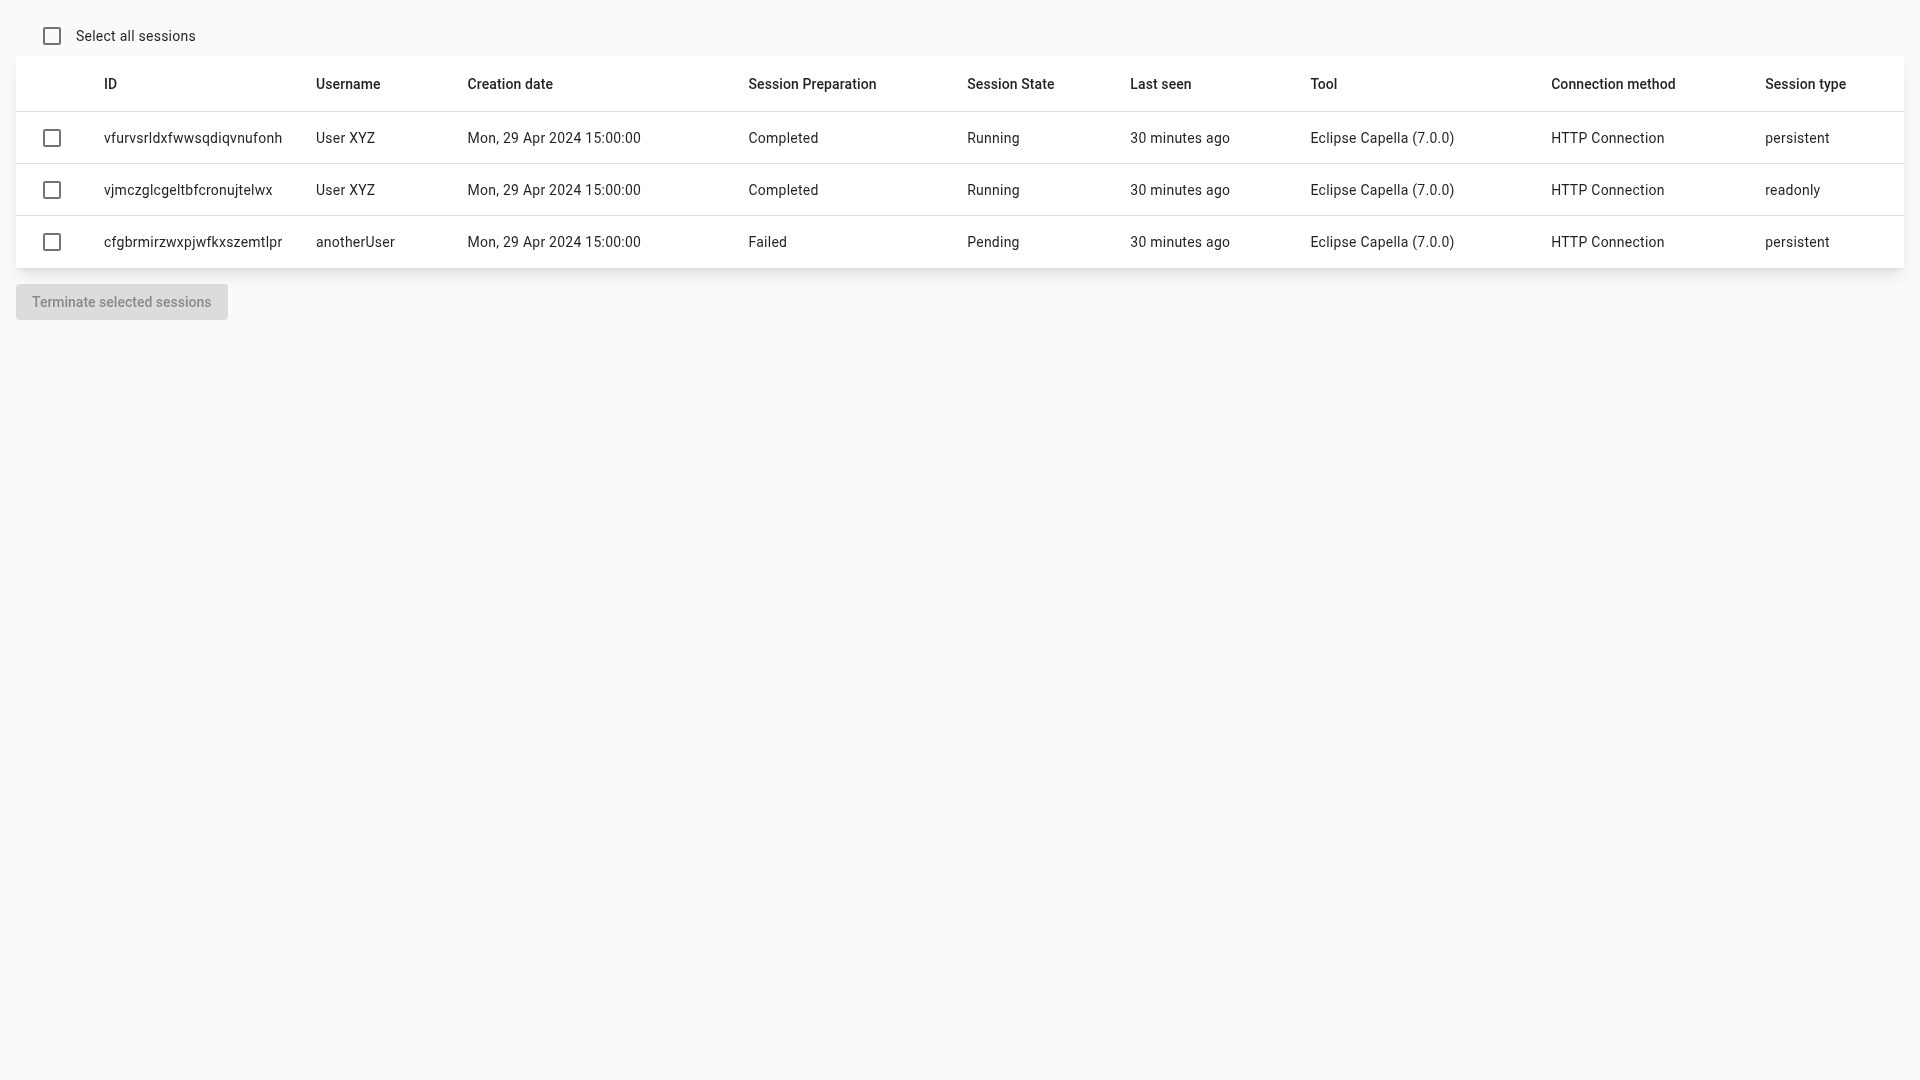 Select all sessions
ID Username Creation date Session Preparation Session State Last seen Tool Connection method Session type
vfurvsrldxfwwsqdiqvnufonh User XYZ Mon, 29 Apr 2024 15:00:00 Completed Running 30 minutes ago Eclipse Capella (7.0.0) HTTP Connection persistent
vjmczglcgeltbfcronujtelwx User XYZ Mon, 29 Apr 2024 15:00:00 Completed Running 30 minutes ago Eclipse Capella (7.0.0) HTTP Connection readonly
cfgbrmirzwxpjwfkxszemtlpr anotherUser Mon, 29 Apr 2024 15:00:00 Failed Pending 30 minutes ago Eclipse Capella (7.0.0) HTTP Connection persistent
Terminate selected sessions